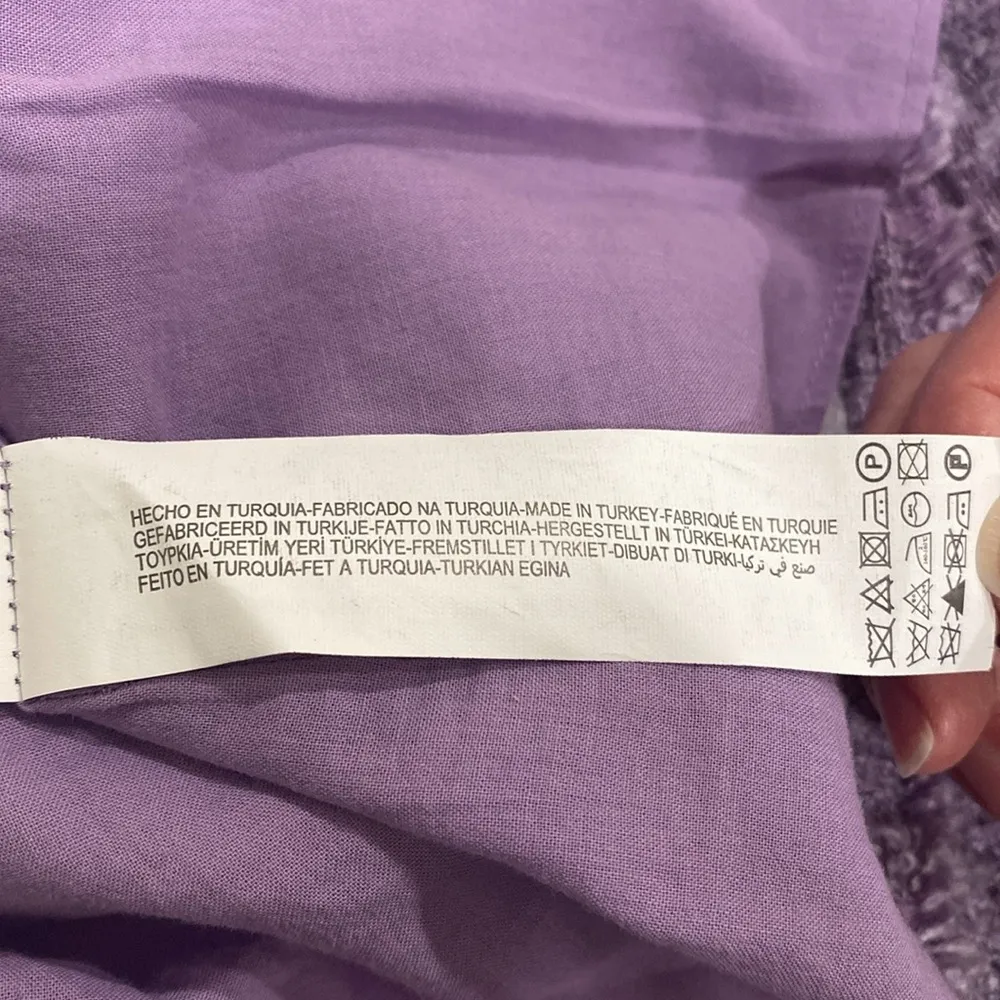 HECHO EN TURQUIA-FABRICADO NA TURQUIA-MADE IN TURKEY-FABRIQUÉ EN TURQUIE
GEFABRICEERD IN TURKIJE-FATTO IN TURCHIA-HERGESTELLT IN TÜRKEI-ΚΑΤΑΣΚΕΥΗ
ΤΟΥΡΚΙΑ-ÜRETİM YERİ TÜRKİYE-FREMSTILLET I TYRKIET-DIBUAT DI TURKI-صنع في تركيا
FEITO EN TURQUÍA-FET A TURQUIA-TURKIAN EGINA
P
P